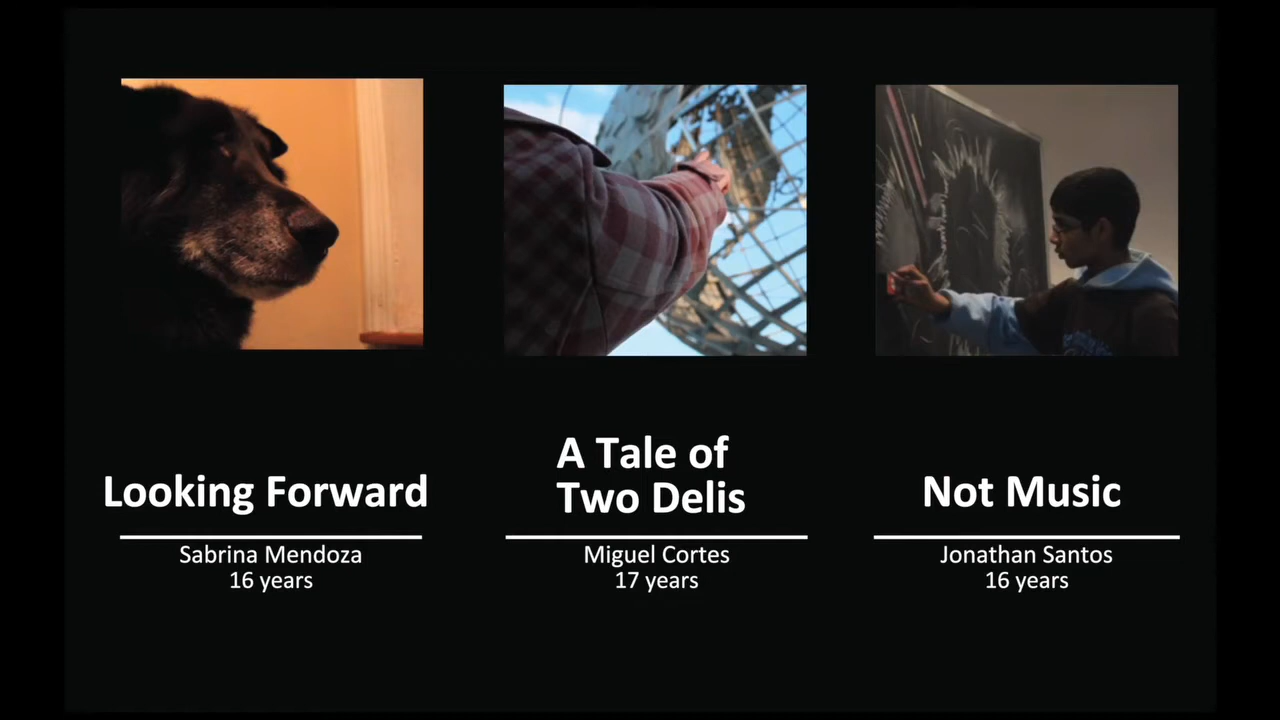 Looking Forward
Sabrina Mendoza
16 years
A Tale of
Two Delis
Miguel Cortes
17 years
Not Music
Jonathan Santos
16 years